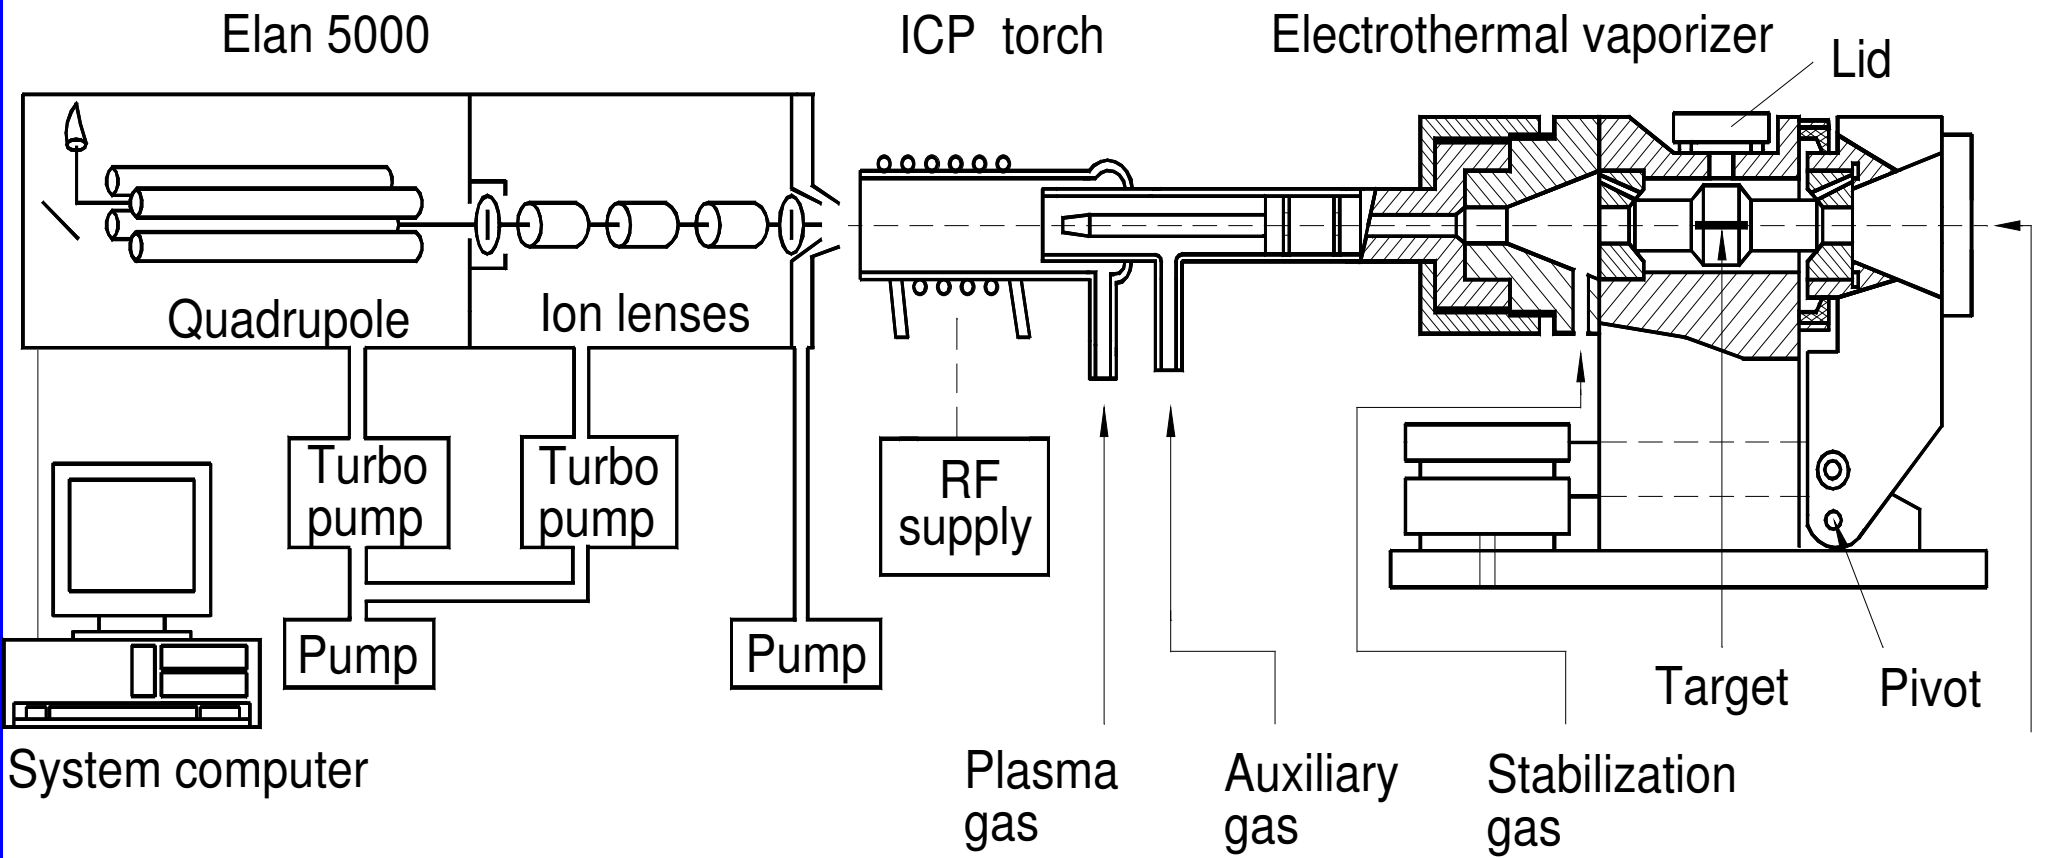 Elan 5000
ICP torch
Electrothermal vaporizer
Lid
Quadrupole
Ion lenses
Turbo
pump
Turbo
pump
RF
supply
Pump
Pump
Target
Pivot
System computer
Plasma
gas
Auxiliary
gas
Stabilization
gas